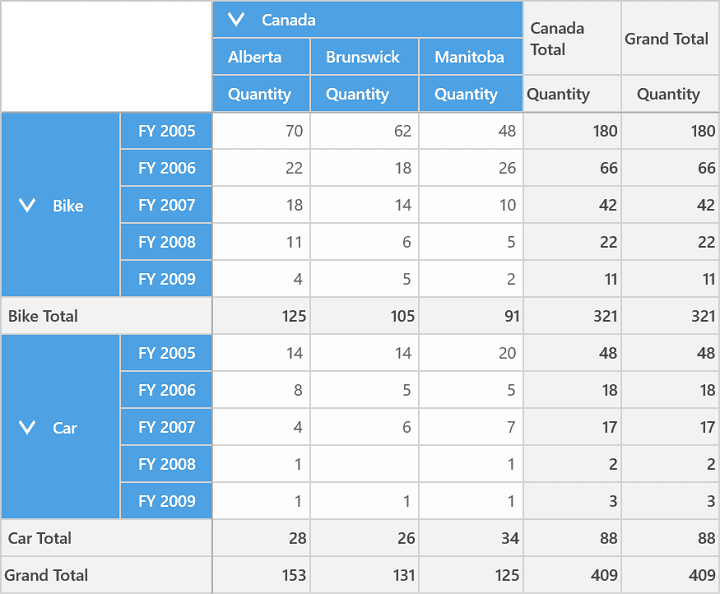 Canada
Canada Total
Grand Total
Alberta Brunswick Manitoba
Quantity Quantity Quantity Quantity Quantity
Bike
FY 2005 70 62 48 180 180
FY 2006 22 18 26 66 66
FY 2007 18 14 10 42 42
FY 2008 11 6 5 22 22
FY 2009 4 5 2 11 11
Bike Total 125 105 91 321 321
Car
FY 2005 14 14 20 48 48
FY 2006 8 5 5 18 18
FY 2007 4 6 7 17 17
FY 2008 1 1 2 2
FY 2009 1 1 1 3 3
Car Total 28 26 34 88 88
Grand Total 153 131 125 409 409